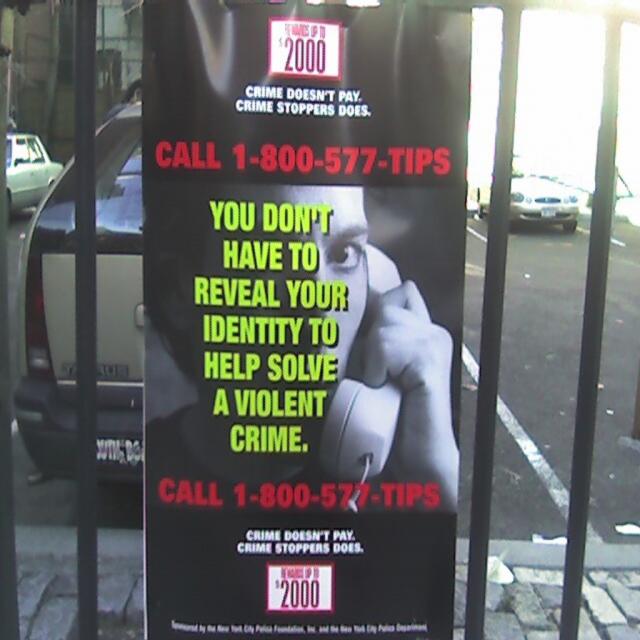 REWARDS UP TO
$2000
CRIME DOESN'T PAY.
CRIME STOPPERS DOES.
CALL 1-800-577-TIPS
YOU DON'T
HAVE TO
REVEAL YOUR
IDENTITY TO
HELP SOLVE
A VIOLENT
CRIME.
CALL 1-800-577-TIPS
CRIME DOESN'T PAY.
CRIME STOPPERS DOES.
REWARDS UP TO
$2000
Sponsored by the New York City Police Foundation, Inc. and the New York City Police Department